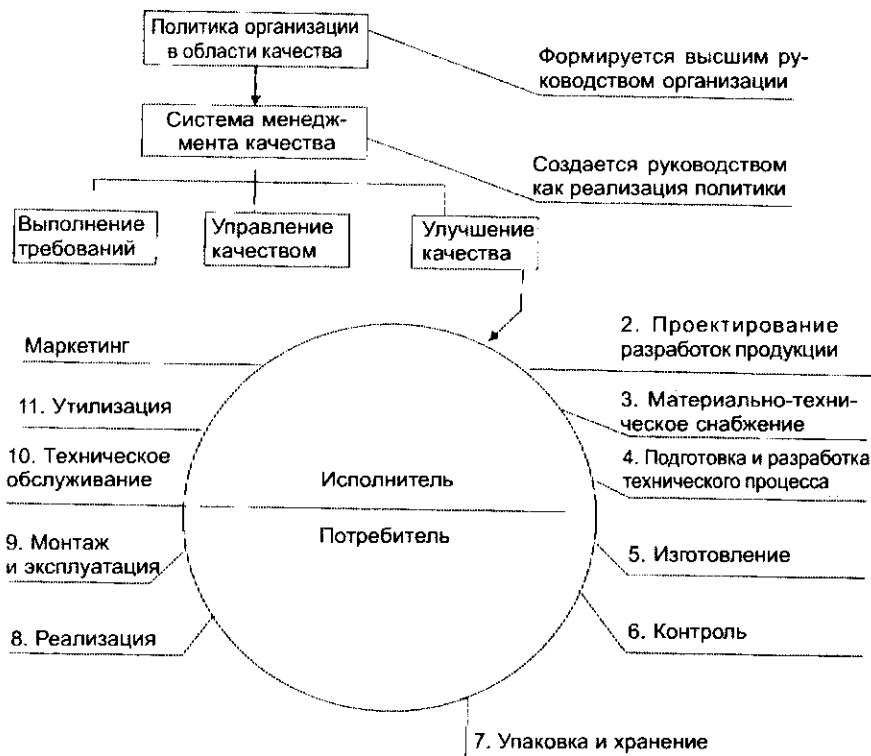 Политика организации
в области качества
Формируется высшим ру-
ководством организации
Система менедж-
мента качества
Создается руководством
как реализация политики
Выполнение
требований
Управление
качеством
Улучшение
качества
Маркетинг
2. Проектирование
разработок продукции
3. Материально-техни-
ческое снабжение
4. Подготовка и разработка
технического процесса
5. Изготовление
6. Контроль
7. Упаковка и хранение
8. Реализация
9. Монтаж
и эксплуатация
10. Техническое
обслуживание
11. Утилизация
Исполнитель
Потребитель